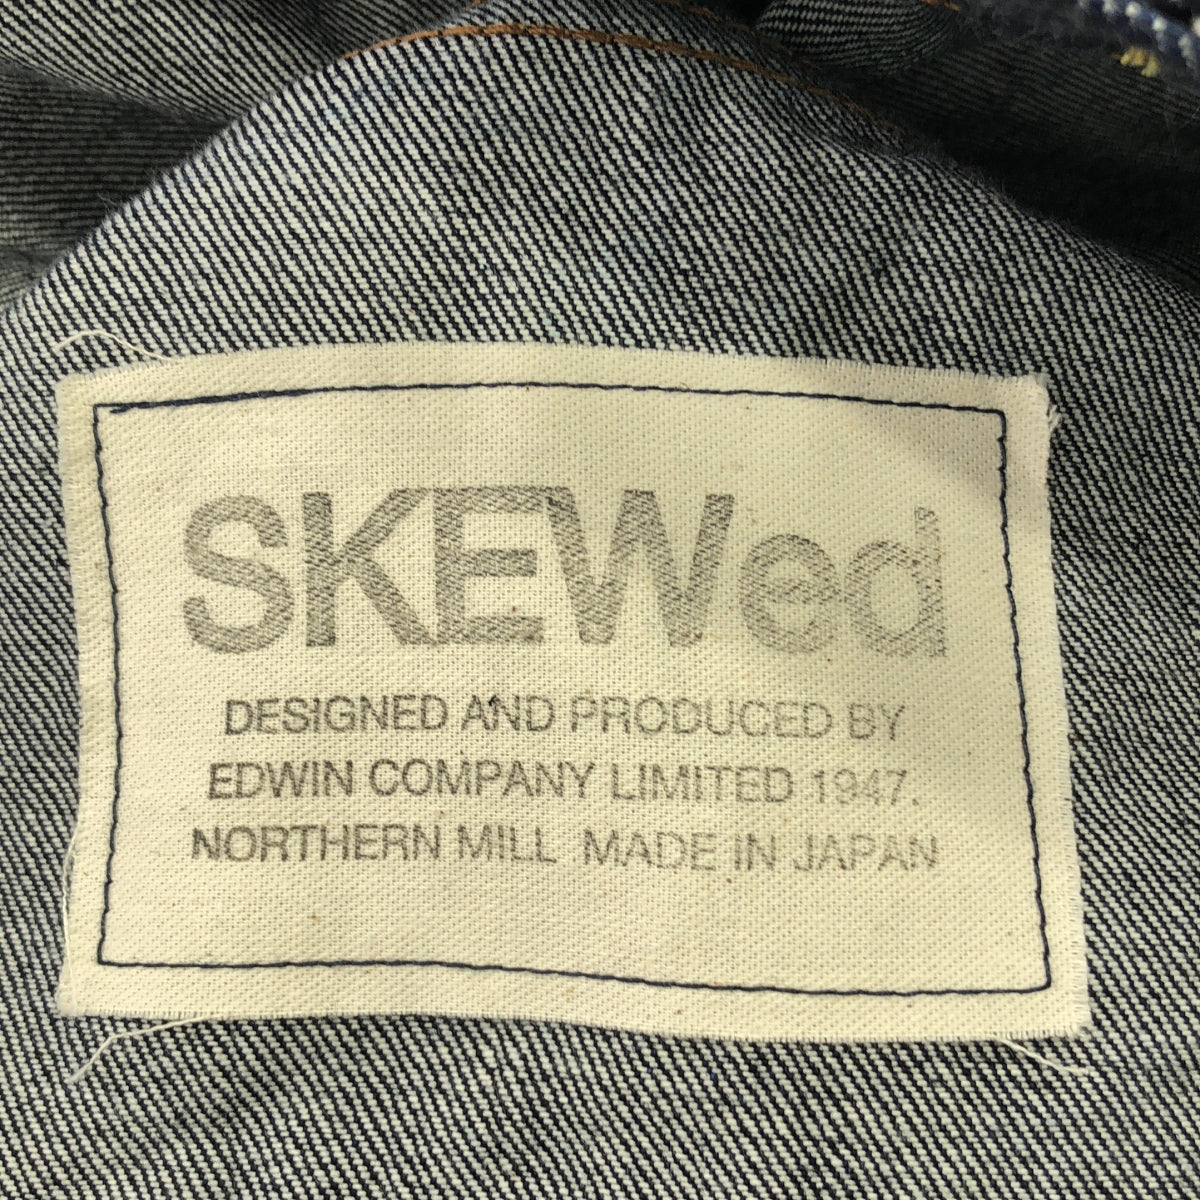 SKEWed
DESIGNED AND PRODUCED BY
EDWIN COMPANY LIMITED 1947.
NORTHERN MILL MADE IN JAPAN